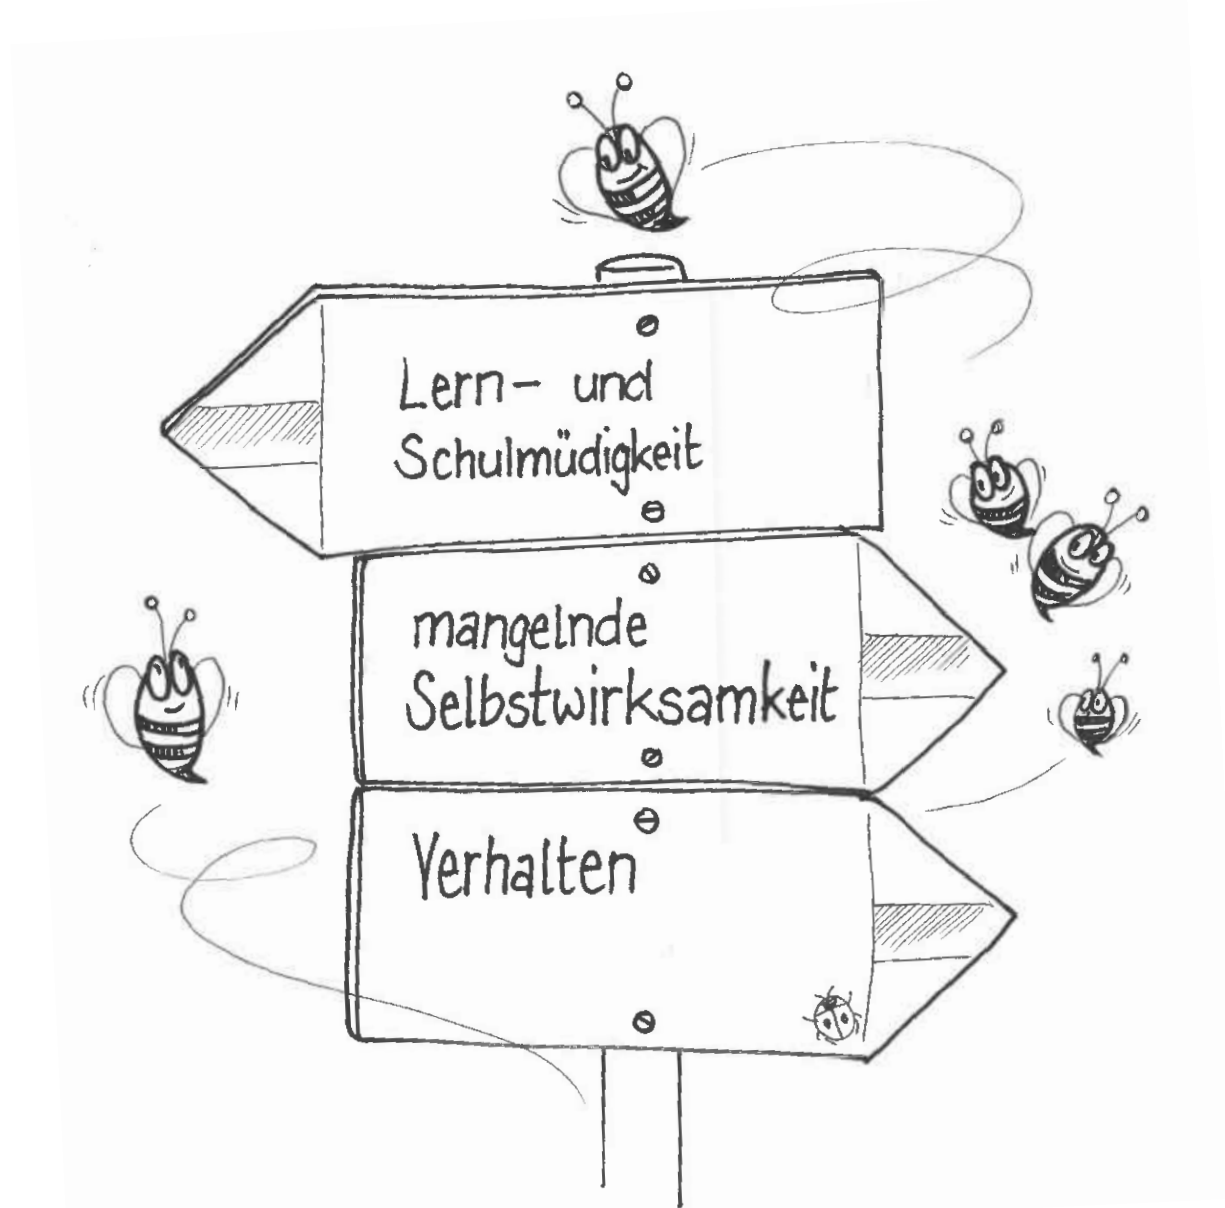 Lern- und
Schulmüdigkeit
mangelnde
Selbstwirksamkeit
Verhalten